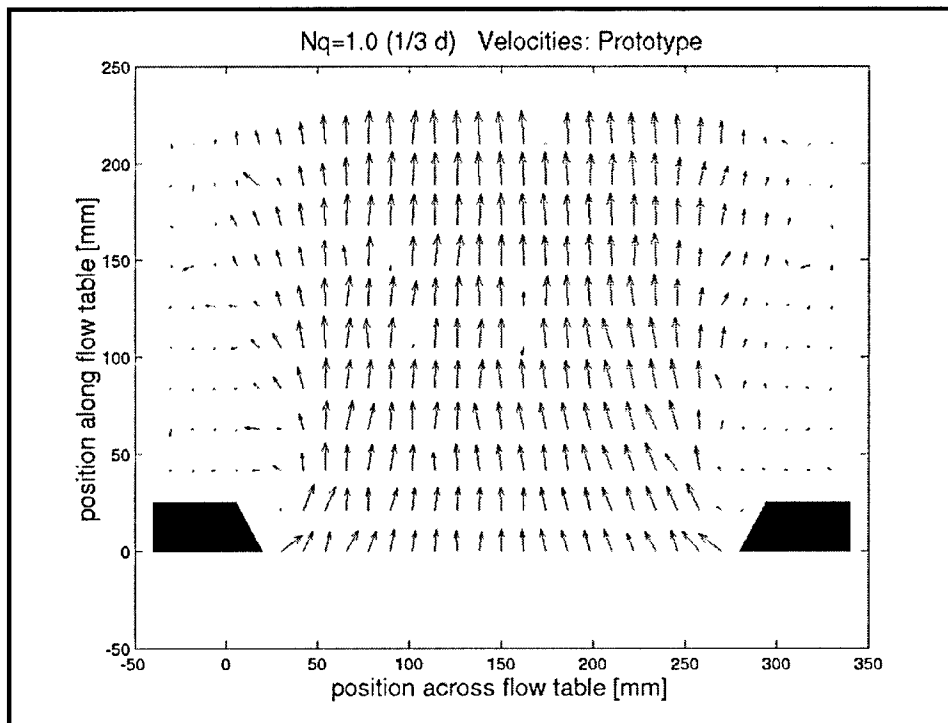 Nq=1.0 (1/3 d) Velocities: Prototype
250
200
150
100
50
0
-50
position along flow table [mm]
-50 0 50 100 150 200 250 300 350
position across flow table [mm]